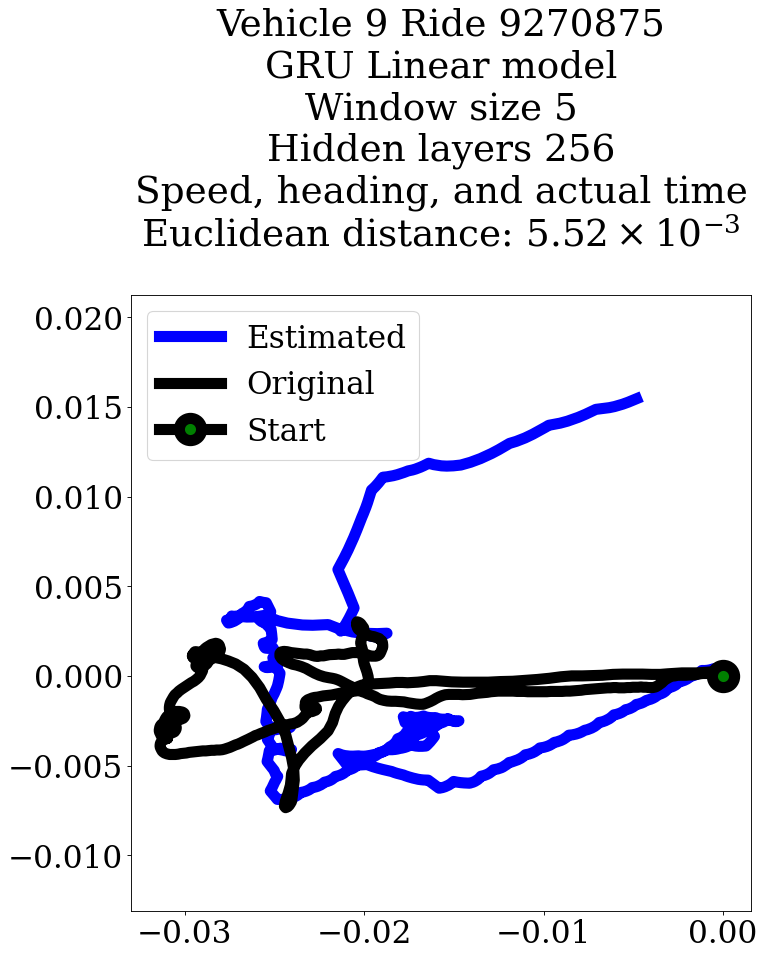 Vehicle 9 Ride 9270875
GRU Linear model
Window size 5
Hidden layers 256
Speed, heading, and actual time
Euclidean distance: 5.52 × 10⁻³
Estimated
Original
Start
0.020
0.015
0.010
0.005
0.000
−0.005
−0.010
−0.03 −0.02 −0.01 0.00